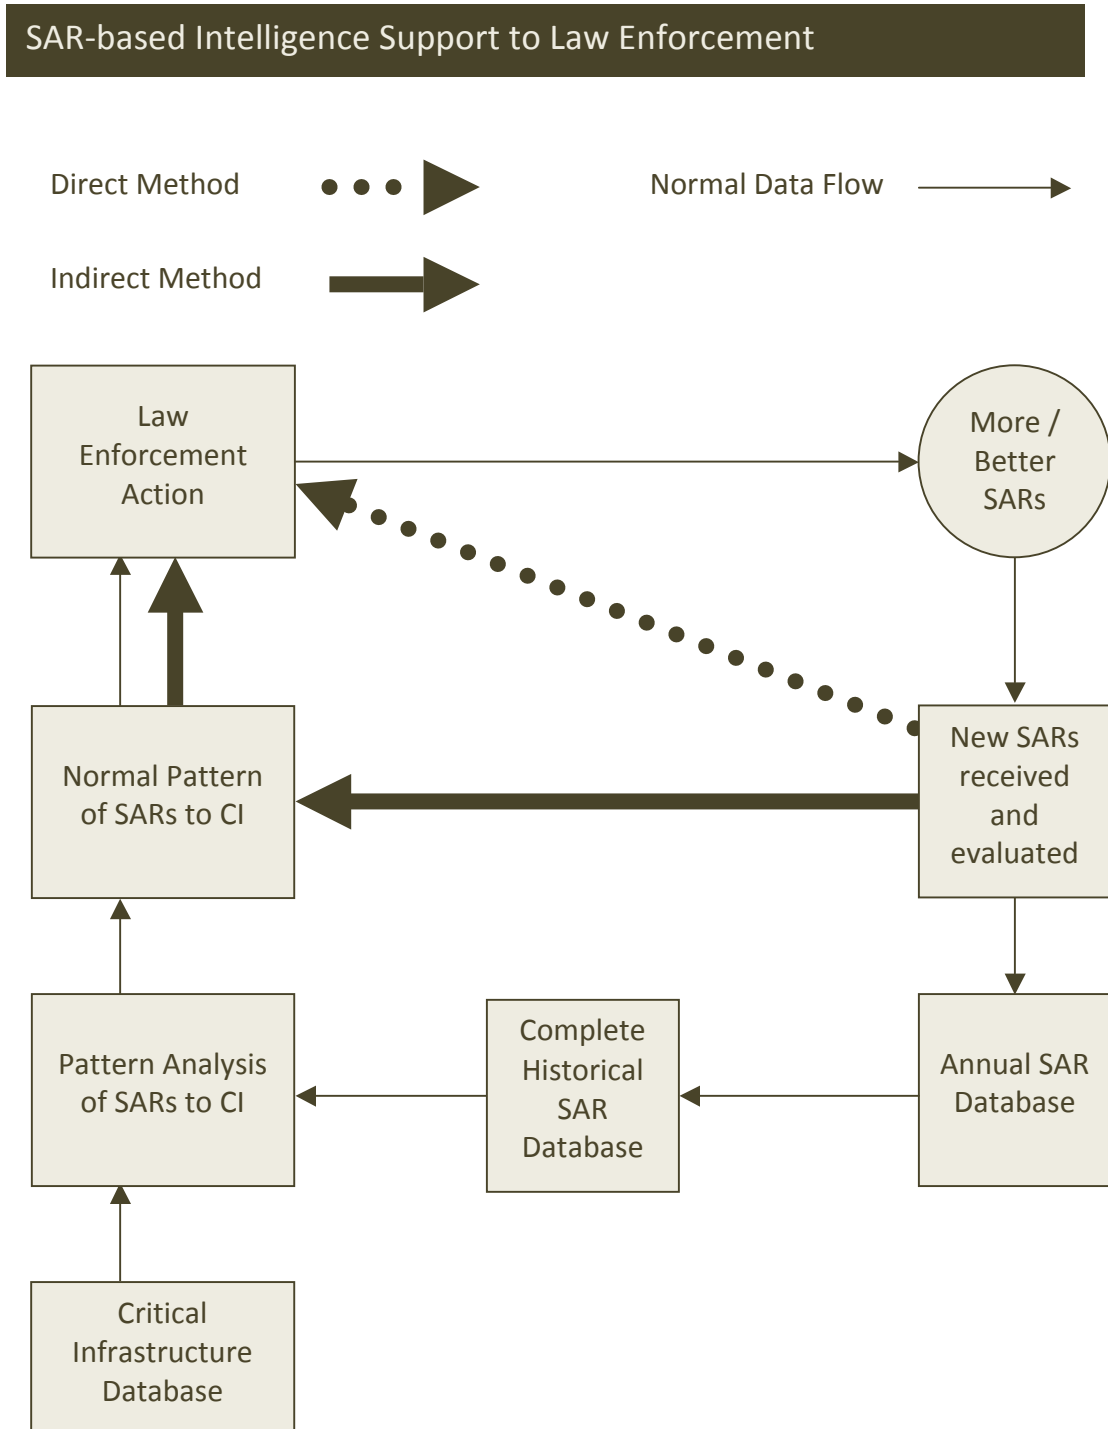 SAR-based Intelligence Support to Law Enforcement
Direct Method
Normal Data Flow
Indirect Method
Law
Enforcement
Action
More /
Better
SARs
Normal Pattern
of SARs to CI
New SARs
received
and
evaluated
Pattern Analysis
of SARs to CI
Complete
Historical
SAR
Database
Annual SAR
Database
Critical
Infrastructure
Database